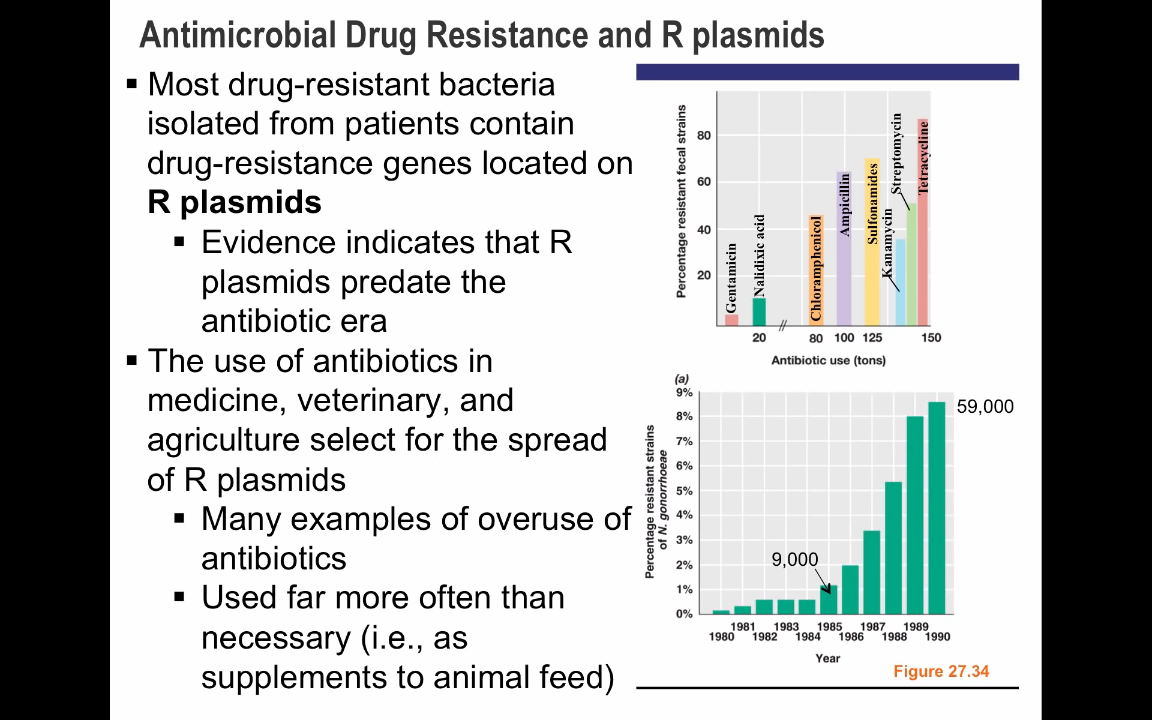 Antimicrobial Drug Resistance and R plasmids
▪ Most drug-resistant bacteria
isolated from patients contain
drug-resistance genes located on
R plasmids
▪ Evidence indicates that R
plasmids predate the
antibiotic era
▪ The use of antibiotics in
medicine, veterinary, and
agriculture select for the spread
of R plasmids
▪ Many examples of overuse of
antibiotics
▪ Used far more often than
necessary (i.e., as
supplements to animal feed)
Percentage resistant fecal strains
80
60
40
20
Gentamicin
Nalidixic acid
Chloramphenicol
Ampicillin
Sulfonamides
Kanamycin
Streptomycin
Tetracycline
20 // 80 100 125 150
Antibiotic use (tons)
(a)
Percentage resistant strains
of N. gonorrhoeae
9%
8%
7%
6%
5%
4%
3%
2%
1%
0%
59,000
9,000
1981 1983 1985 1987 1989
1980 1982 1984 1986 1988 1990
Year
Figure 27.34